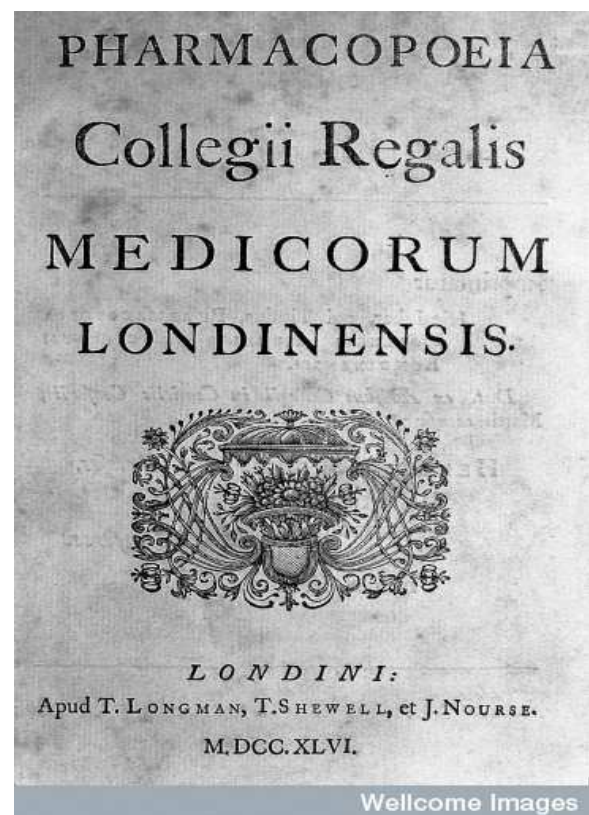 PHARMACOPOEIA
Collegii Regalis
MEDICORUM
LONDINENSIS.
LONDINI:
Apud T. LONGMAN, T. SHEWELL, et J. NOURSE.
M.DCC.XLVI.
Wellcome Images